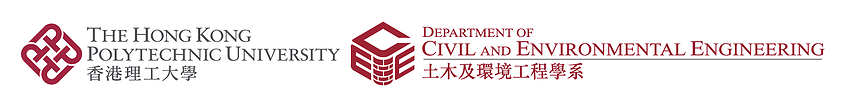 THE HONG KONG
POLYTECHNIC UNIVERSITY
香港理工大學
DEPARTMENT OF
CIVIL AND ENVIRONMENTAL ENGINEERING
土木及環境工程學系